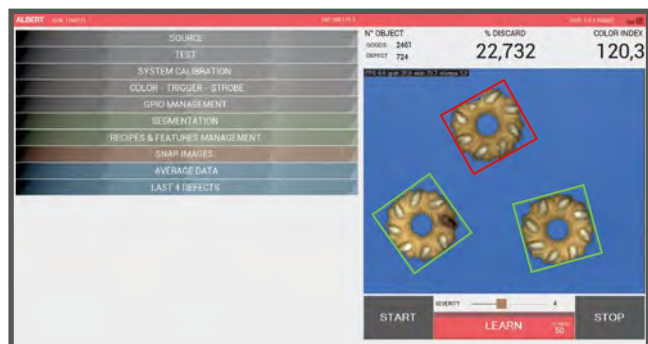 ALBERT
SOURCE
TEST
SYSTEM CALIBRATION
COLOR - TRIGGER - STROBE
GPIO MANAGEMENT
SEGMENTATION
RECIPES & FEATURES MANAGEMENT
SNAP IMAGES
AVERAGE DATA
LAST 4 DEFECTS
N° OBJECT
GOODS 2461
DEFECT 724
% DISCARD
22,732
COLOR INDEX
120,3
SEVERITY 4
START
LEARN
50
STOP